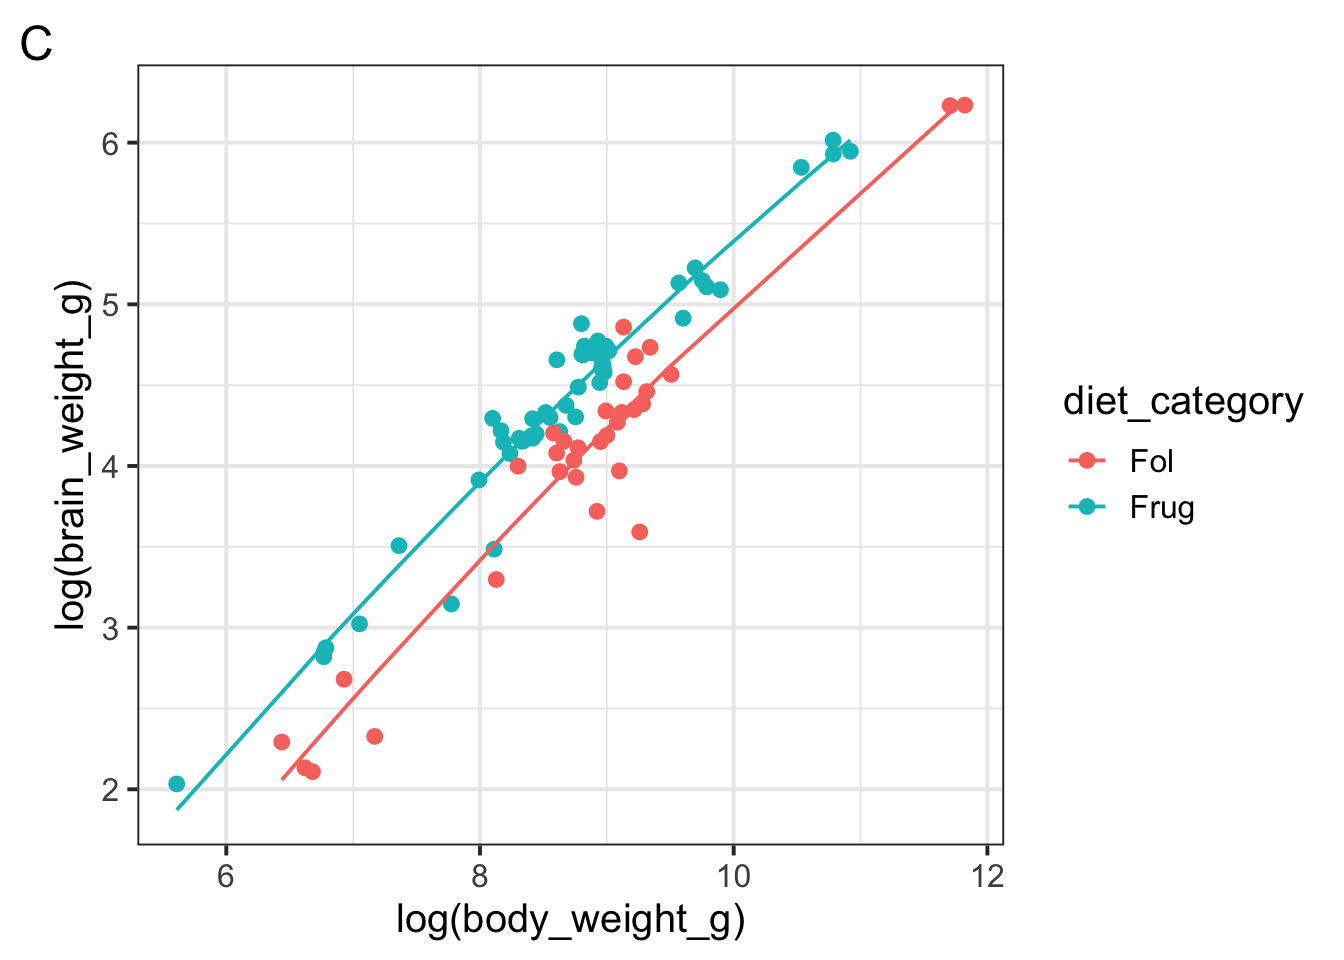 C
6
5
4
3
2
log(brain_weight_g)
6 8 10 12
log(body_weight_g)
diet_category
Fol
Frug